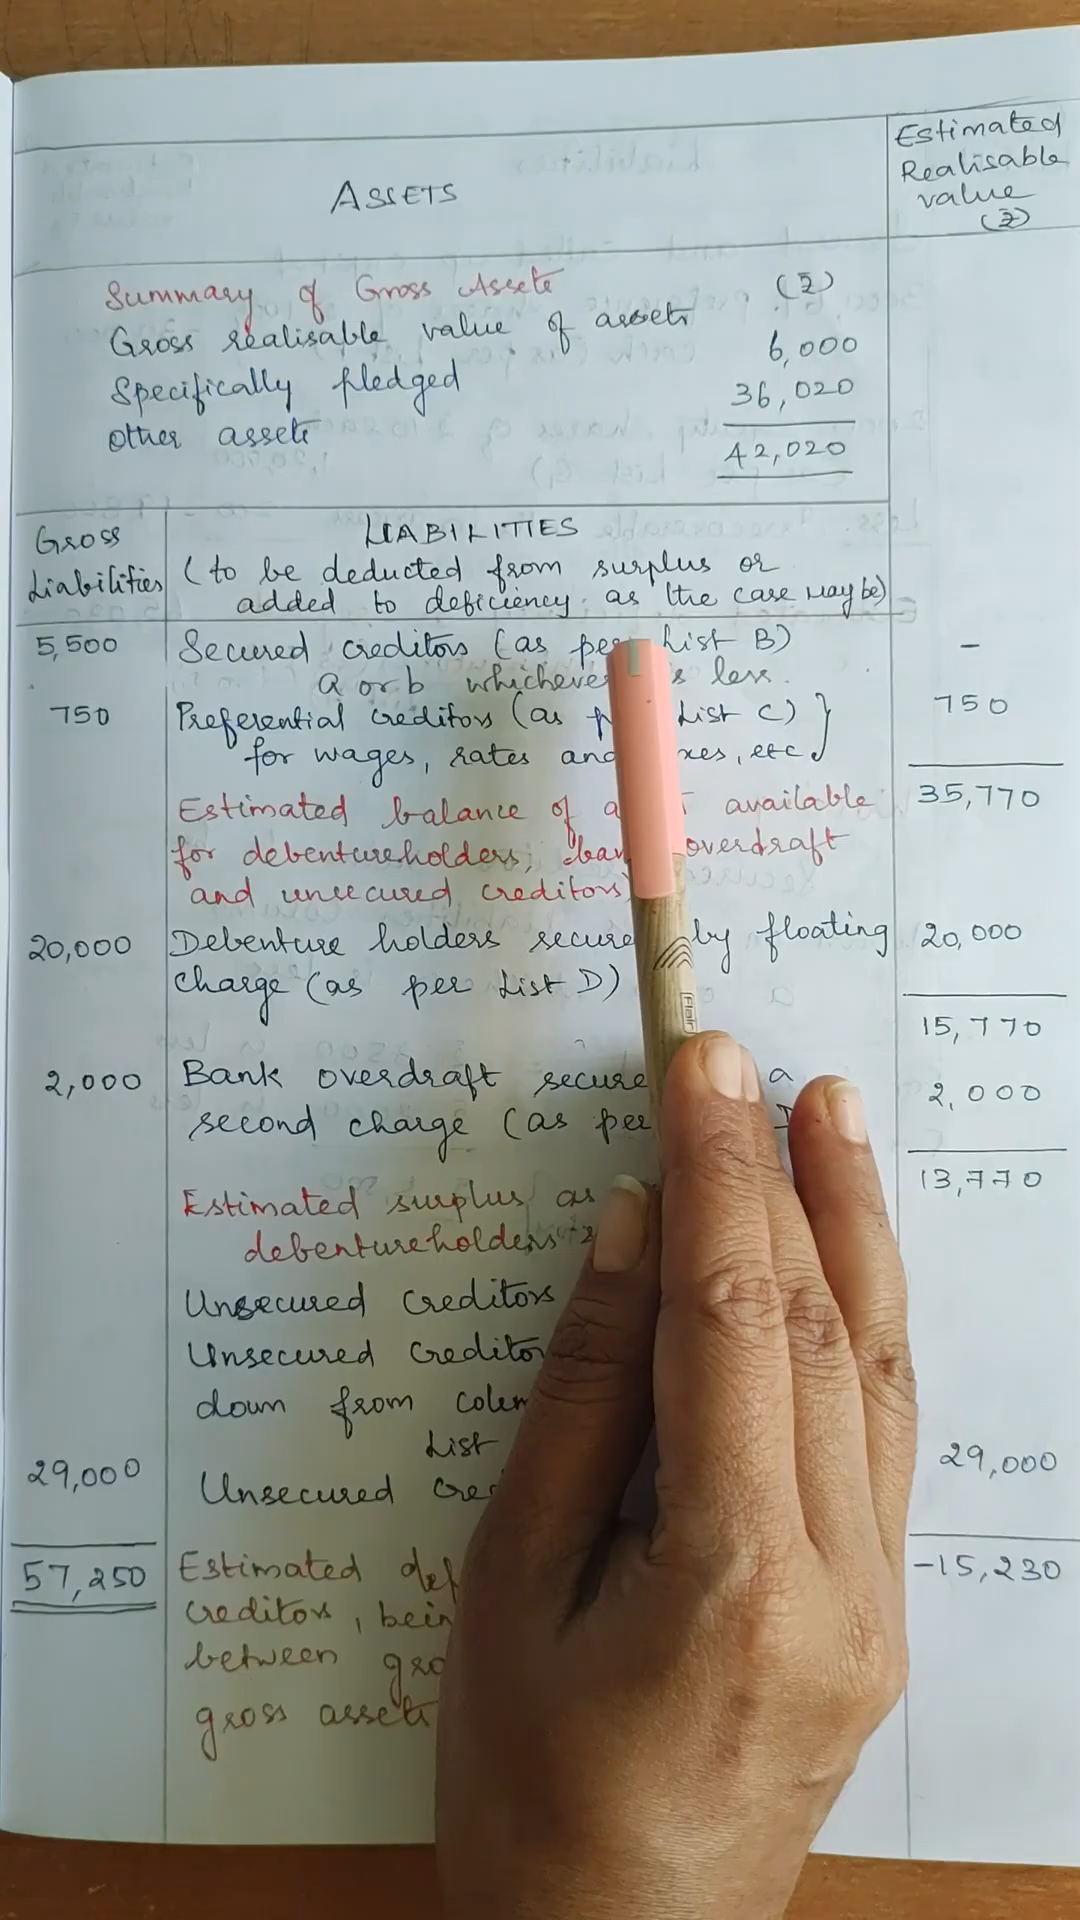 Estimated
Realisable
value
(₹)
ASSETS
Summary of Gross Assets (₹)
Gross realisable value of assets
Specifically pledged 6,000
other assets 36,020
42,020
Gross
Liabilities
LIABILITIES
(to be deducted from surplus or
added to deficiency as the case may be)
5,500 Secured creditors (as per List B) -
a or b whichever less.
750 Preferential creditors (as List C) 750
for wages, rates and etc
Estimated balance of available 35,770
for debentureholders, overdraft
and unsecured creditors)
20,000 Debenture holders by floating 20,000
charge (as per List D)
15,770
2,000 Bank overdraft a 2,000
second charge (as per
13,770
Estimated surplus as
debentureholders
Unsecured creditors
Unsecured
down from
List
29,000 Unsecured 29,000
57,250 Estimated -15,230
creditors,
between
gross assets
Flair